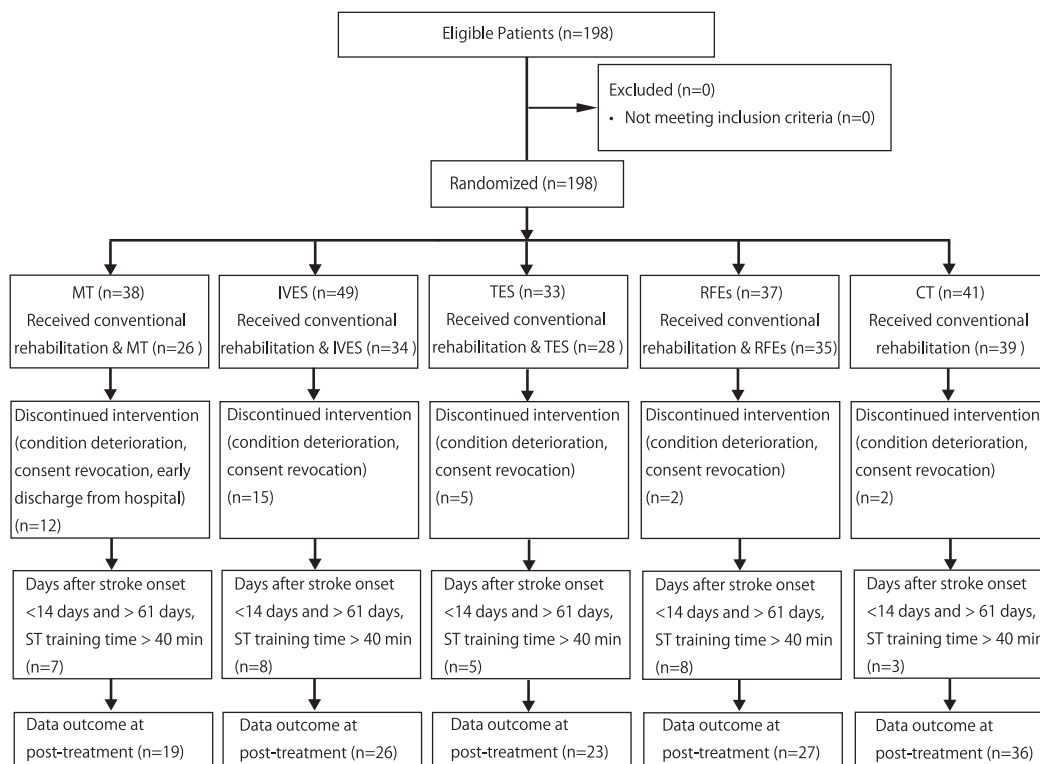 Eligible Patients (n=198)
Excluded (n=0)
• Not meeting inclusion criteria (n=0)
Randomized (n=198)
MT (n=38)
Received conventional
rehabilitation & MT (n=26 )
IVES (n=49)
Received conventional
rehabilitation & IVES (n=34 )
TES (n=33)
Received conventional
rehabilitation & TES (n=28 )
RFEs (n=37)
Received conventional
rehabilitation & RFEs (n=35)
CT (n=41)
Received conventional
rehabilitation (n=39 )
Discontinued intervention
(condition deterioration,
consent revocation, early
discharge from hospital)
(n=12)
Discontinued intervention
(condition deterioration,
consent revocation)
(n=15)
Discontinued intervention
(condition deterioration,
consent revocation)
(n=5)
Discontinued intervention
(condition deterioration,
consent revocation)
(n=2)
Discontinued intervention
(condition deterioration,
consent revocation)
(n=2)
Days after stroke onset
<14 days and > 61 days,
ST training time > 40 min
(n=7)
Days after stroke onset
<14 days and > 61 days,
ST training time > 40 min
(n=8)
Days after stroke onset
<14 days and > 61 days,
ST training time > 40 min
(n=5)
Days after stroke onset
<14 days and > 61 days,
ST training time > 40 min
(n=8)
Days after stroke onset
<14 days and > 61 days,
ST training time > 40 min
(n=3)
Data outcome at
post-treatment (n=19)
Data outcome at
post-treatment (n=26)
Data outcome at
post-treatment (n=23)
Data outcome at
post-treatment (n=27)
Data outcome at
post-treatment (n=36)